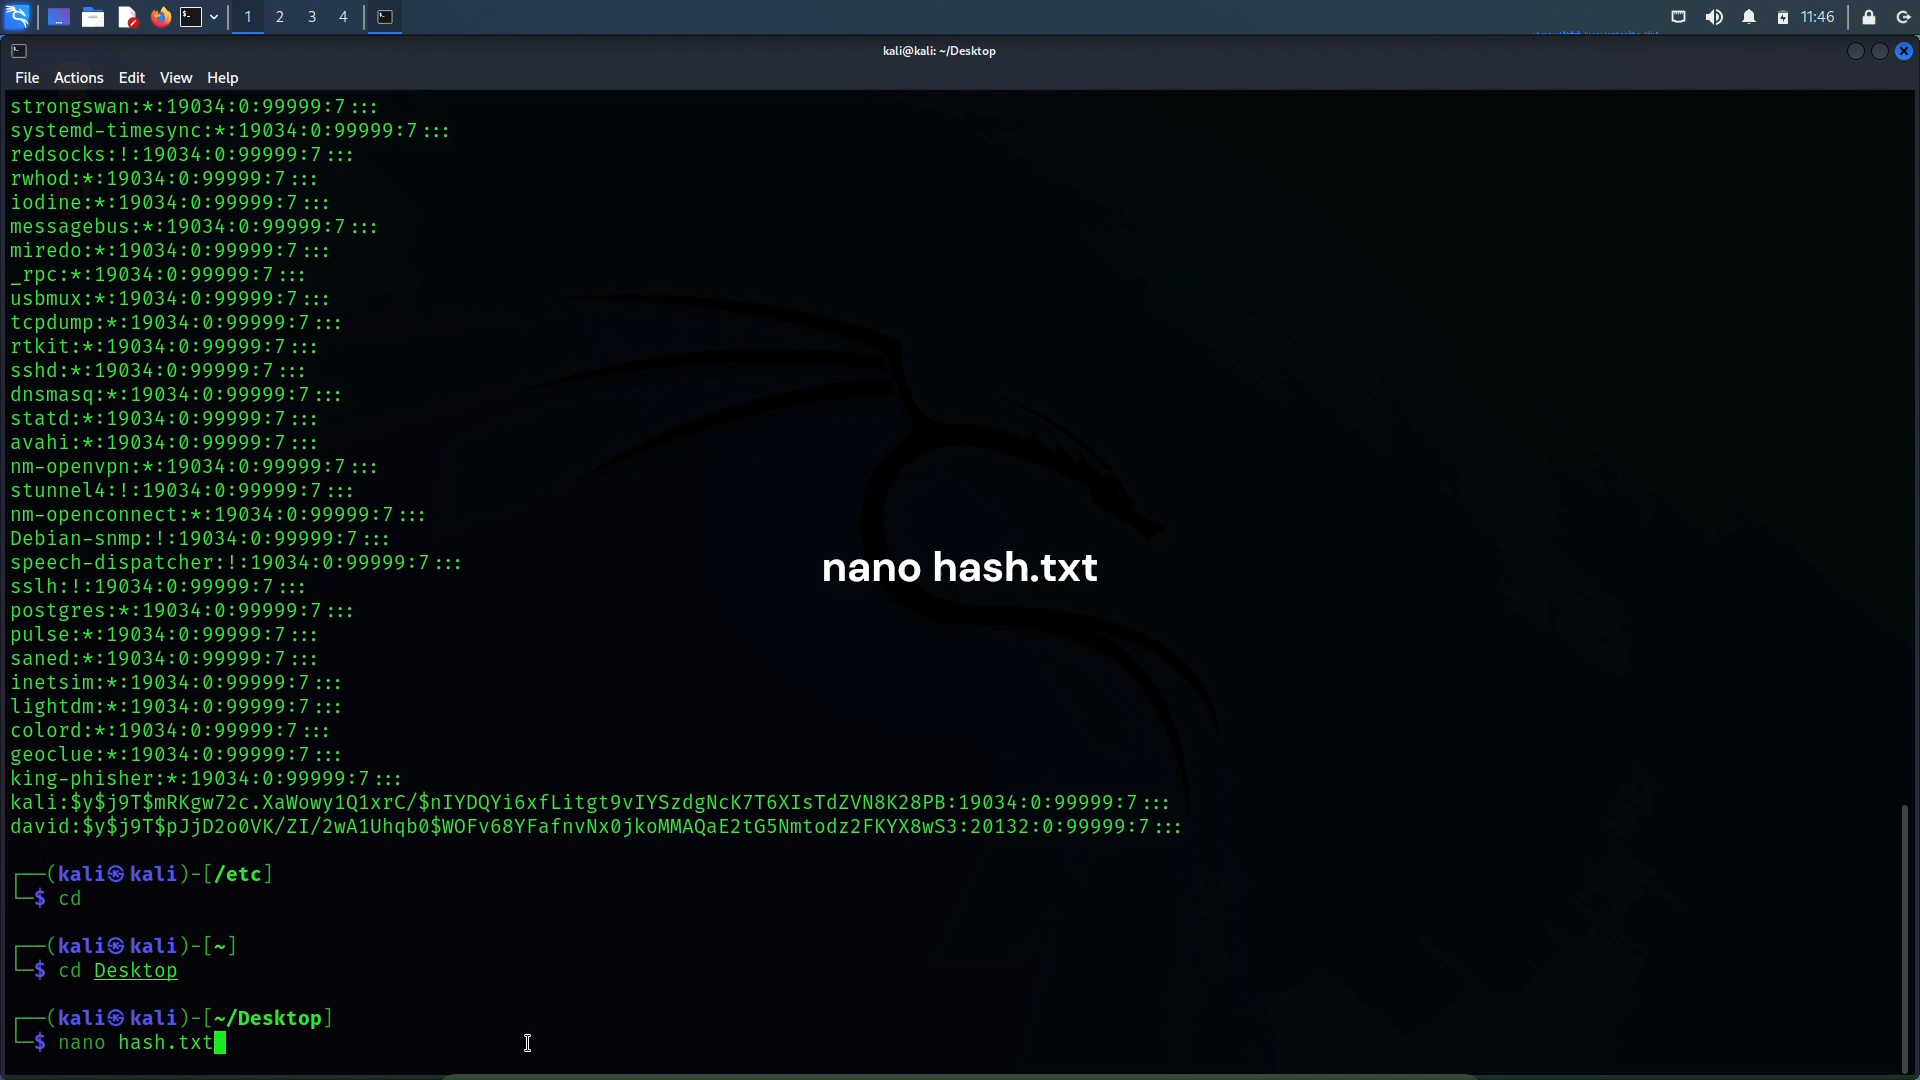 1 2 3 4 11:46
kali@kali: ~/Desktop
File Actions Edit View Help
strongswan:*:19034:0:99999:7:::
systemd-timesync:*:19034:0:99999:7:::
redsocks:!:19034:0:99999:7:::
rwhod:*:19034:0:99999:7:::
iodine:*:19034:0:99999:7:::
messagebus:*:19034:0:99999:7:::
miredo:*:19034:0:99999:7:::
_rpc:*:19034:0:99999:7:::
usbmux:*:19034:0:99999:7:::
tcpdump:*:19034:0:99999:7:::
rtkit:*:19034:0:99999:7:::
sshd:*:19034:0:99999:7:::
dnsmasq:*:19034:0:99999:7:::
statd:*:19034:0:99999:7:::
avahi:*:19034:0:99999:7:::
nm-openvpn:*:19034:0:99999:7:::
stunnel4:!:19034:0:99999:7:::
nm-openconnect:*:19034:0:99999:7:::
Debian-snmp:!:19034:0:99999:7:::
speech-dispatcher:!:19034:0:99999:7:::
nano hash.txt
sslh:!:19034:0:99999:7:::
postgres:*:19034:0:99999:7:::
pulse:*:19034:0:99999:7:::
saned:*:19034:0:99999:7:::
inetsim:*:19034:0:99999:7:::
lightdm:*:19034:0:99999:7:::
colord:*:19034:0:99999:7:::
geoclue:*:19034:0:99999:7:::
king-phisher:*:19034:0:99999:7:::
kali:$y$j9T$mRKgw72c.XaWowy1Q1xrC/$nIYDQYi6xfLitgt9vIYSzdgNcK7T6XIsTdZVN8K28PB:19034:0:99999:7:::
david:$y$j9T$pJjD2o0VK/ZI/2wA1Uhqb0$WOFv68YFafnvNx0jkoMMAQaE2tG5Nmtodz2FKYX8wS3:20132:0:99999:7:::
┌──(kali㉿kali)-[/etc]
└─$ cd
┌──(kali㉿kali)-[~]
└─$ cd Desktop
┌──(kali㉿kali)-[~/Desktop]
└─$ nano hash.txt